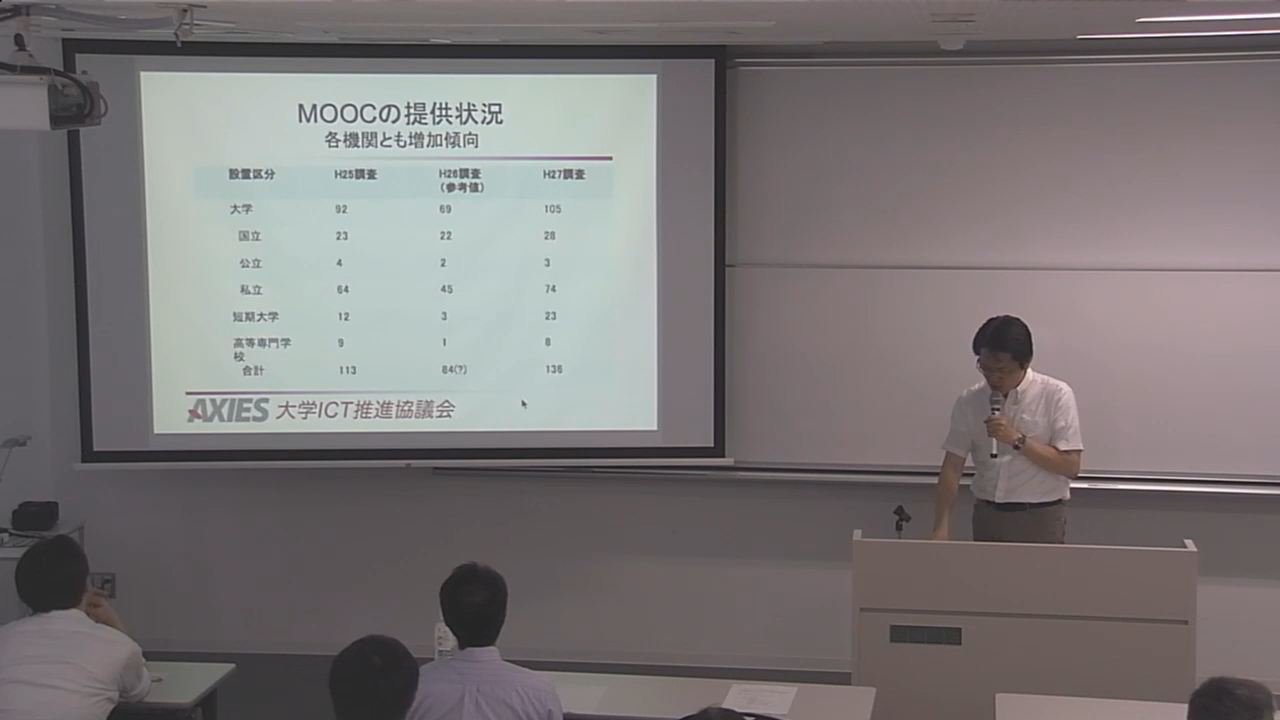 MOOCの提供状況
各機関とも増加傾向
設置区分 H25調査 H26調査 H27調査
（参考値）
大学 92 69 105
国立 23 22 28
公立 4 2 3
私立 64 45 74
短期大学 12 3 23
高等専門学 9 1 8
校
合計 113 84(?) 136
AXIES 大学ICT推進協議会